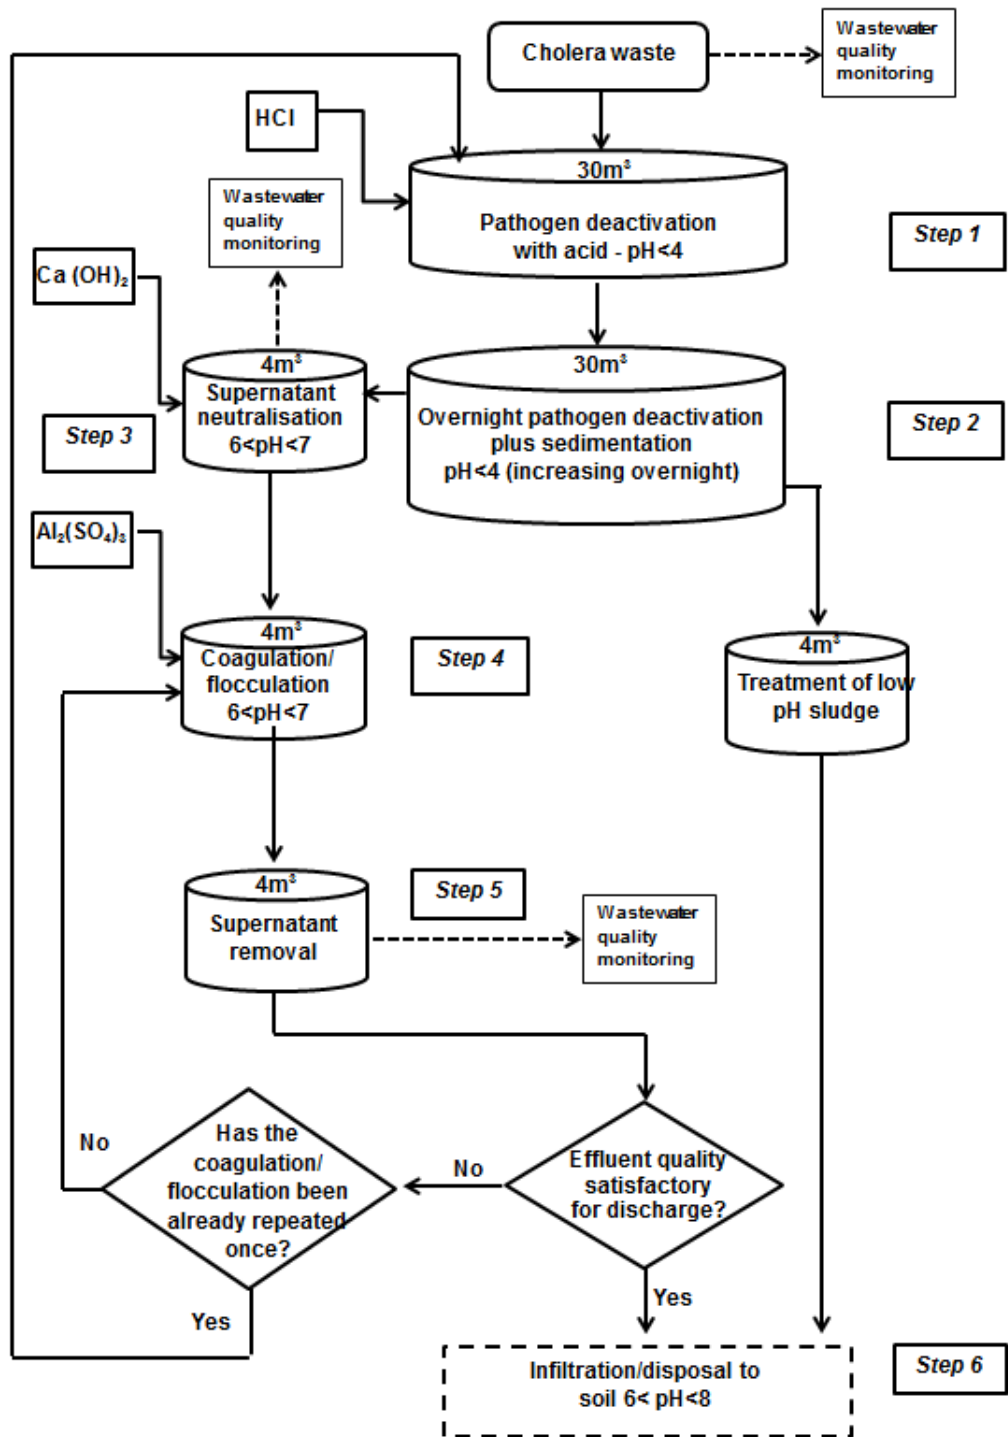 Cholera waste
Wastewater
quality
monitoring
HCl
30m³
Pathogen deactivation
with acid - pH<4
Step 1
Wastewater
quality
monitoring
Ca (OH)₂
4m³
Supernatant
neutralisation
6<pH<7
30m³
Overnight pathogen deactivation
plus sedimentation
pH<4 (increasing overnight)
Step 2
Step 3
Al₂(SO₄)₃
4m³
Coagulation/
flocculation
6<pH<7
Step 4
4m³
Treatment of low
pH sludge
4m³
Supernatant
removal
Step 5
Wastewater
quality
monitoring
No
Has the
coagulation/
flocculation been
already repeated
once?
No
Effluent quality
satisfactory
for discharge?
Yes
Yes
Infiltration/disposal to
soil 6< pH<8
Step 6